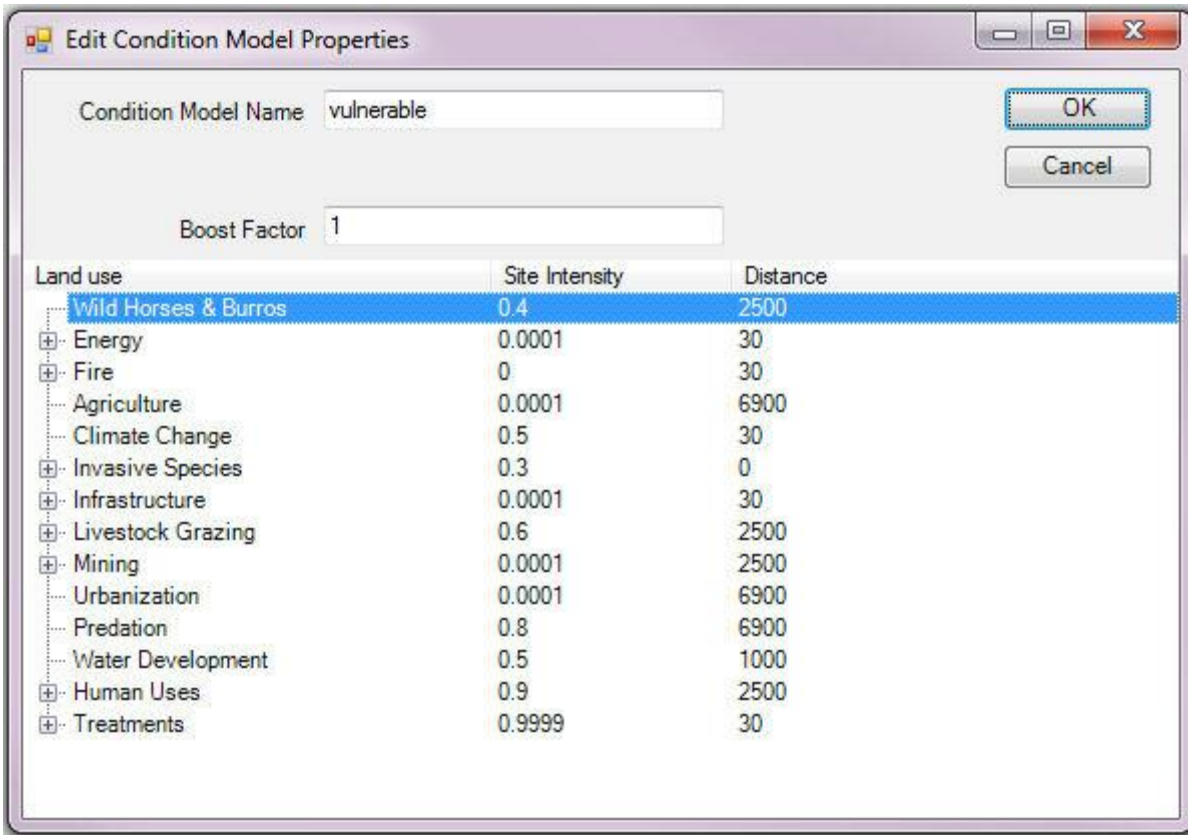 Edit Condition Model Properties
Condition Model Name vulnerable
OK
Cancel
Boost Factor 1
Land use Site Intensity Distance
Wild Horses & Burros 0.4 2500
Energy 0.0001 30
Fire 0 30
Agriculture 0.0001 6900
Climate Change 0.5 30
Invasive Species 0.3 0
Infrastructure 0.0001 30
Livestock Grazing 0.6 2500
Mining 0.0001 2500
Urbanization 0.0001 6900
Predation 0.8 6900
Water Development 0.5 1000
Human Uses 0.9 2500
Treatments 0.9999 30